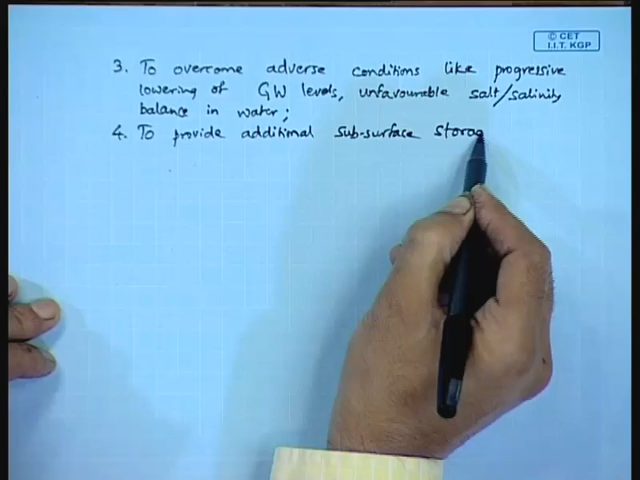 © CET
I.I.T. KGP
3. To overcome adverse conditions like progressive
lowering of GW levels, unfavourable salt/salinity
balance in water;
4. To provide additional sub-surface storag